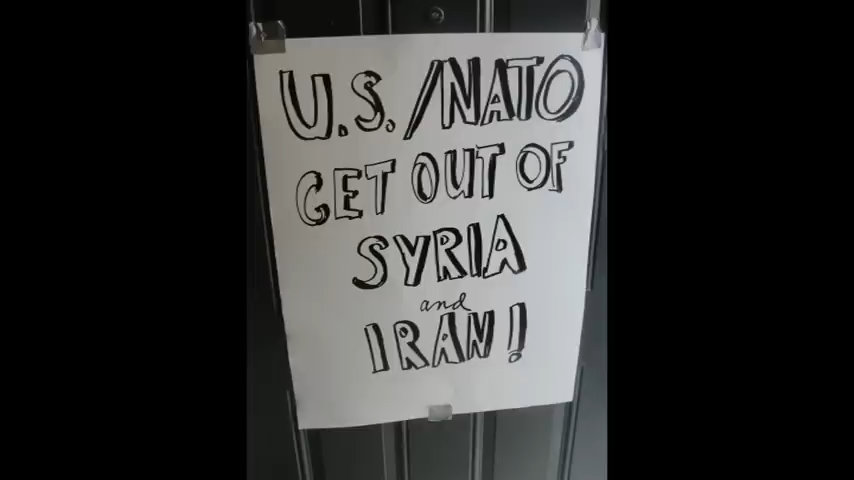 U.S./NATO
GET OUT OF
SYRIA
and
IRAN!